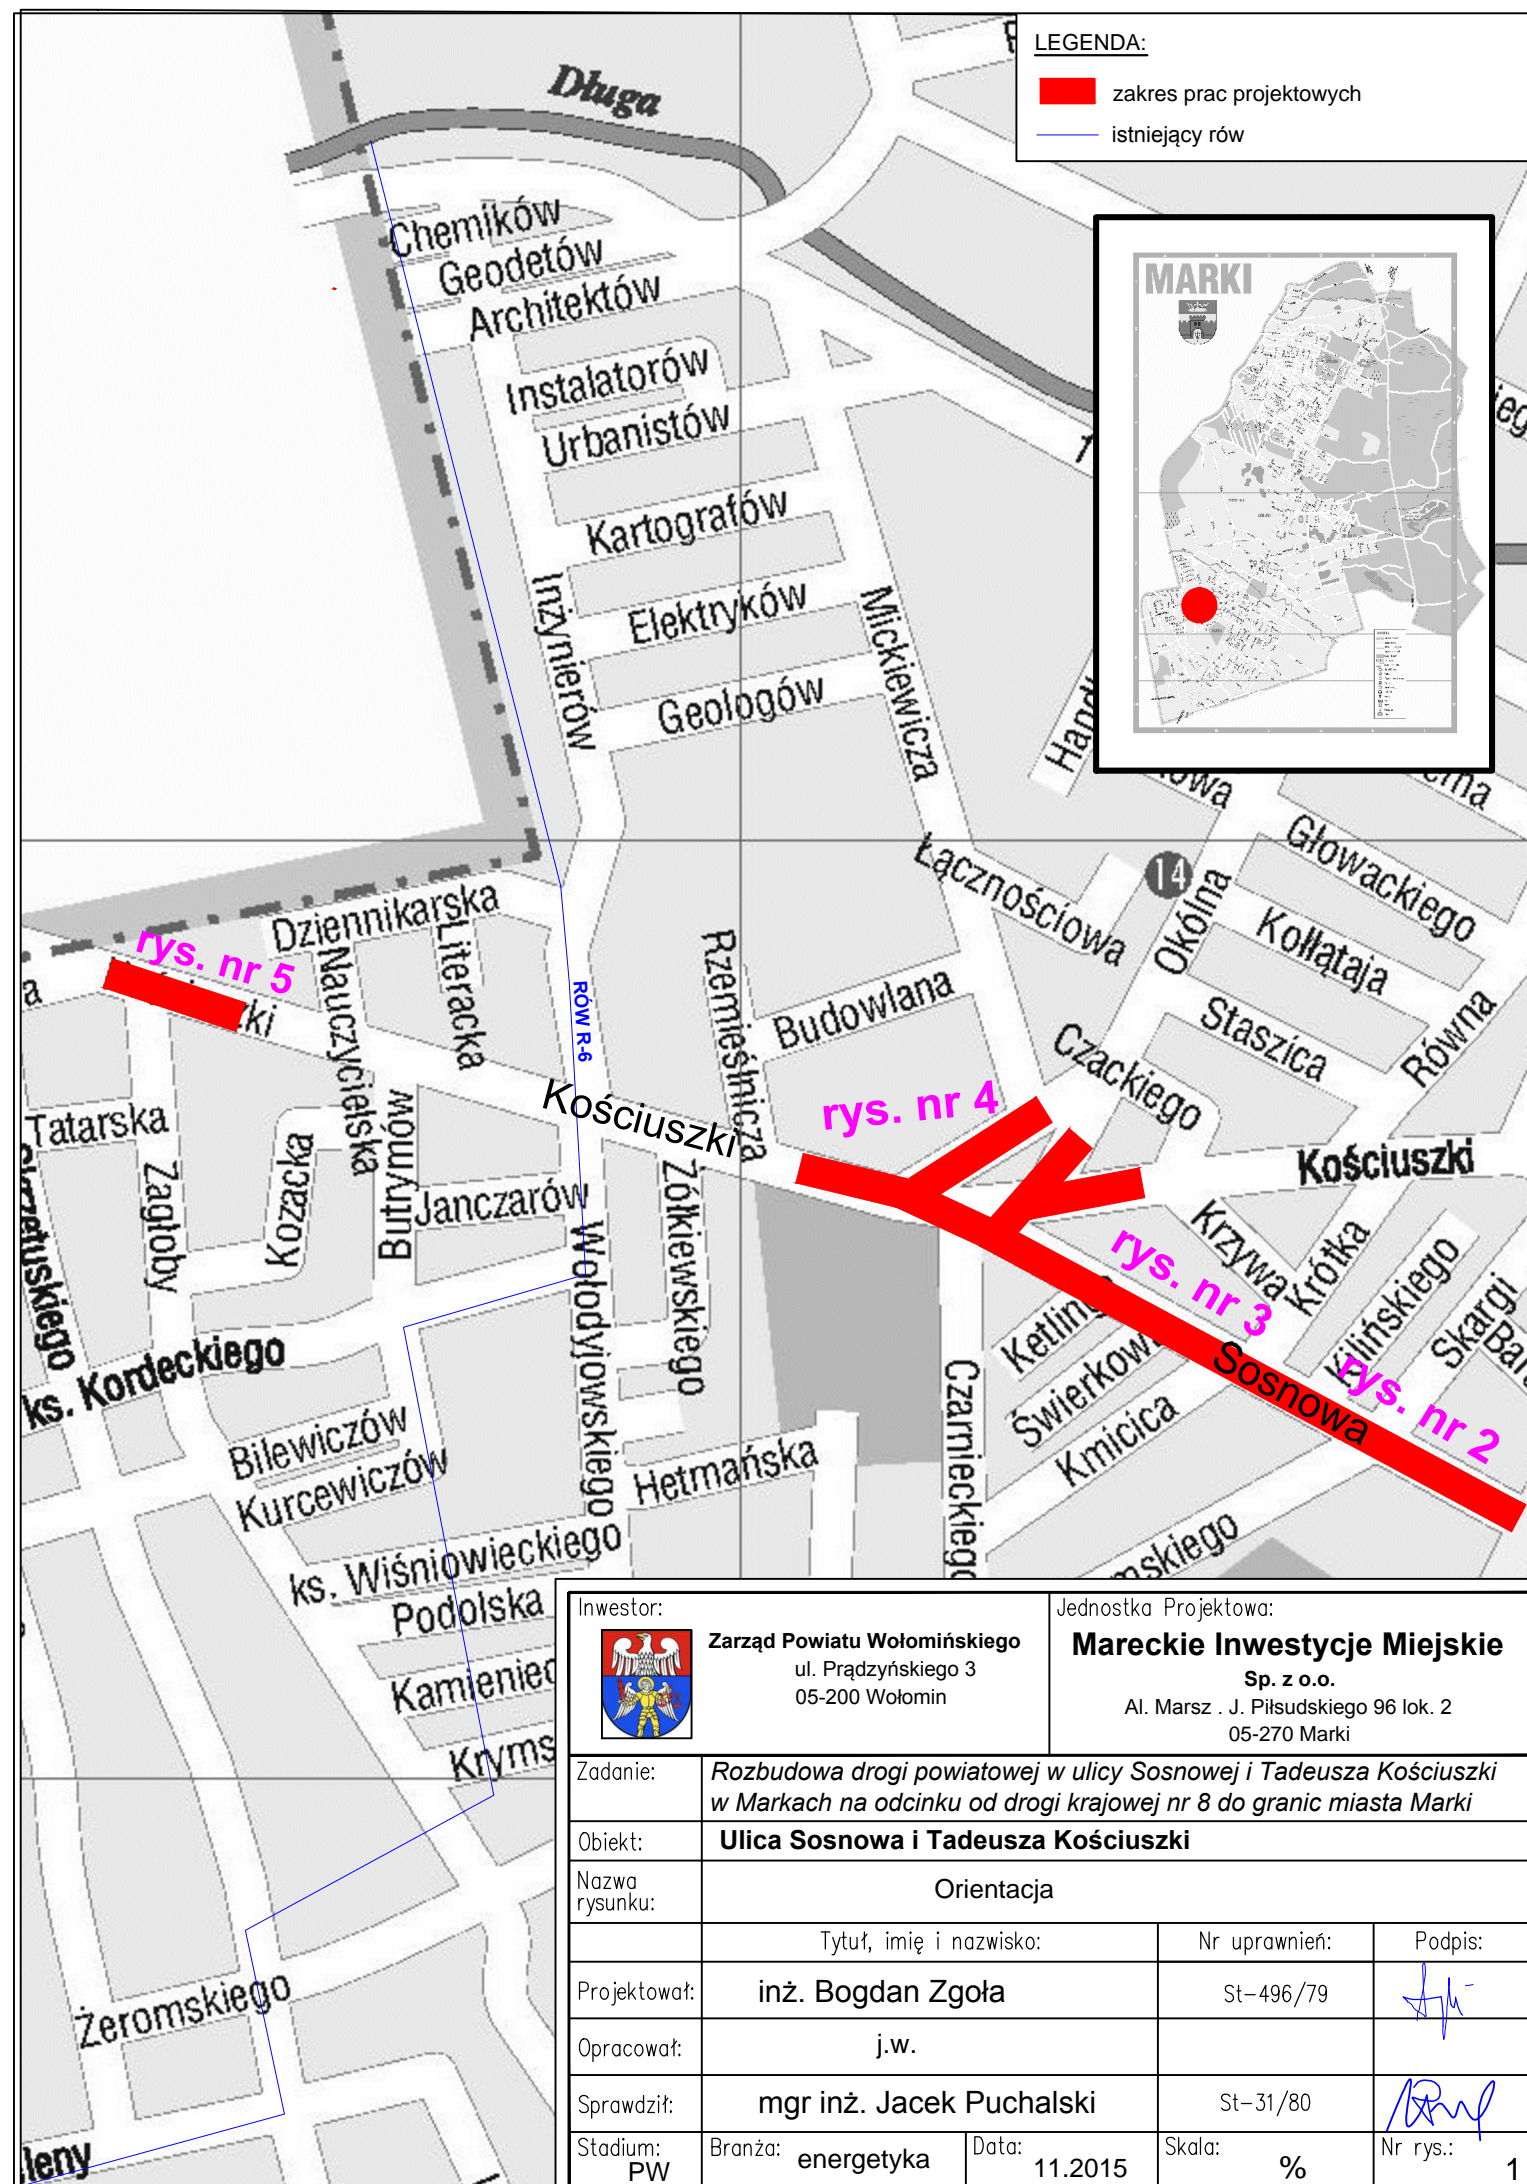 LEGENDA:
zakres prac projektowych
istniejący rów
Długa
MARKI
Chemików
Geodetów
Architektów
Instalatorów
Urbanistów
Kartografów
Elektryków
Geologów
Inżynierów
Mickiewicza
Łącznościowa
14
Okólna
Głowackiego
Kołłątaja
Staszica
Równa
Dziennikarska
Literacka
Nauczycielska
rys. nr 5
RÓW R-6
Rzemieślnicza
Budowlana
Czackiego
Kościuszki
rys. nr 4
Kościuszki
Tatarska
Zagłoby
Kozacka
Butrymów
Janczarów
Wołodyjowskiego
Żółkiewskiego
Krzywa
Krótka
Kilińskiego
Skargi
rys. nr 3
rys. nr 2
Sosnowa
Kmicica
Czarnieckiego
ks. Kordeckiego
Bilewiczów
Kurcewiczów
Hetmańska
ks. Wiśniowieckiego
Podolska
Żeromskiego
Inwestor:
Zarząd Powiatu Wołomińskiego
ul. Prądzyńskiego 3
05-200 Wołomin
Jednostka Projektowa:
Mareckie Inwestycje Miejskie
Sp. z o.o.
Al. Marsz . J. Piłsudskiego 96 lok. 2
05-270 Marki
Zadanie:
Rozbudowa drogi powiatowej w ulicy Sosnowej i Tadeusza Kościuszki
w Markach na odcinku od drogi krajowej nr 8 do granic miasta Marki
Obiekt:
Ulica Sosnowa i Tadeusza Kościuszki
Nazwa
rysunku:
Orientacja
Tytuł, imię i nazwisko:
Nr uprawnień:
Podpis:
Projektował:
inż. Bogdan Zgoła
St-496/79
Opracował:
j.w.
Sprawdził:
mgr inż. Jacek Puchalski
St-31/80
Stadium:
PW
Branża:
energetyka
Data:
11.2015
Skala:
%
Nr rys.:
1